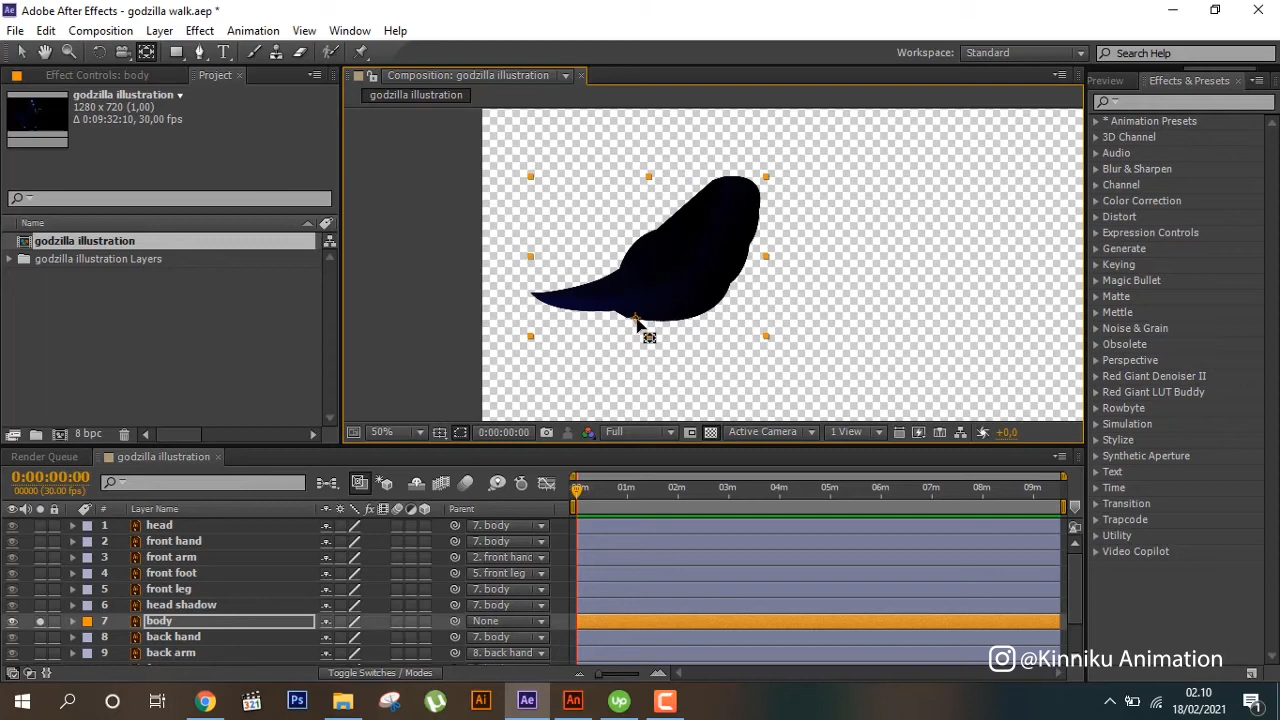 Adobe After Effects - godzilla walk.aep *
File Edit Composition Layer Effect Animation View Window Help
Workspace: Standard Search Help
Effect Controls: body Project
Composition: godzilla illustration
Preview Effects & Presets
godzilla illustration
1280 x 720 (1,00)
Δ 0:09:32:10, 30,00 fps
godzilla illustration
Name
godzilla illustration
godzilla illustration Layers
* Animation Presets
3D Channel
Audio
Blur & Sharpen
Channel
Color Correction
Distort
Expression Controls
Generate
Keying
Magic Bullet
Matte
Mettle
Noise & Grain
Obsolete
Perspective
Red Giant Denoiser II
Red Giant LUT Buddy
Rowbyte
Simulation
Stylize
Synthetic Aperture
Text
Time
Transition
Trapcode
Utility
Video Copilot
8 bpc
50% 0:00:00:00 Full Active Camera 1 View +0,0
Render Queue godzilla illustration
0:00:00:00
00000 (30.00 fps)
# Layer Name Parent
01m 02m 03m 04m 05m 06m 07m 08m 09m
1 head 7. body
2 front hand 7. body
3 front arm 2. front hand
4 front foot 5. front leg
5 front leg 7. body
6 head shadow 7. body
7 body None
8 back hand 7. body
9 back arm 8. back hand
Toggle Switches / Modes
@Kinniku Animation
02.10
18/02/2021